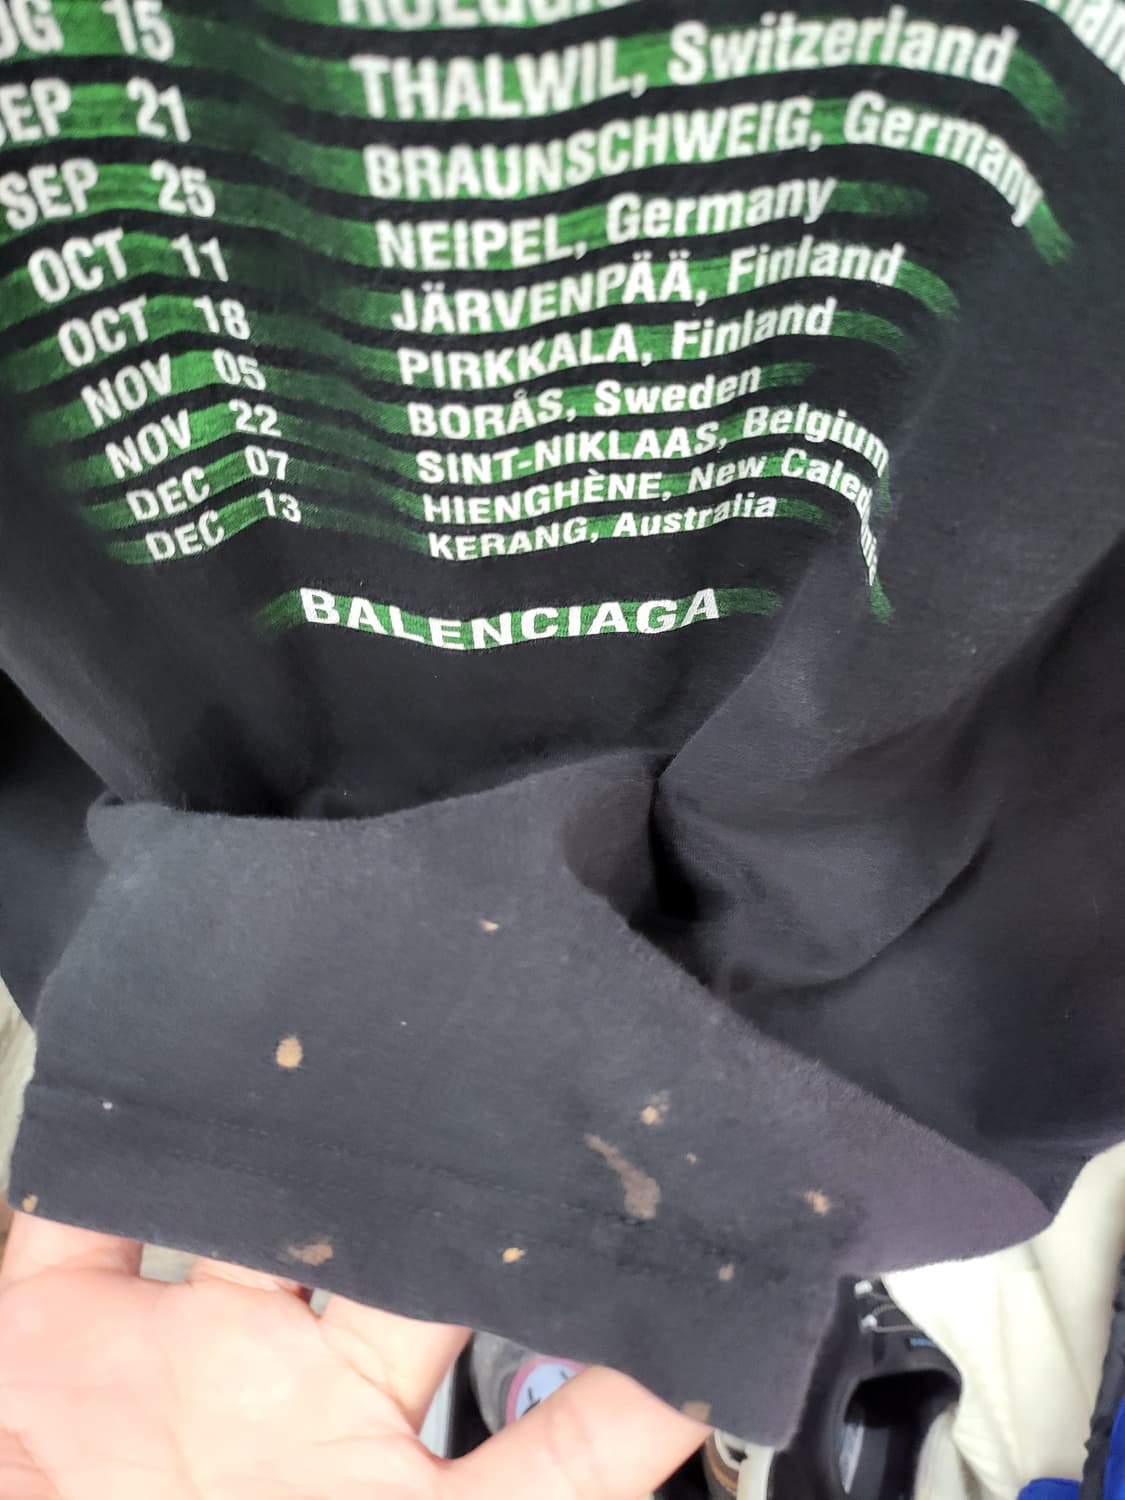 15
THALWIL, Switzerland
SEP 21 BRAUNSCHWEIG, Germany
SEP 25 NEIPEL, Germany
OCT 11 JÄRVENPÄÄ, Finland
OCT 18 PIRKKALA, Finland
NOV 05 BORÅS, Sweden
NOV 22 SINT-NIKLAAS, Belgium
DEC 07 HIENGHÈNE, New Caledonia
DEC 13 KERANG, Australia
BALENCIAGA